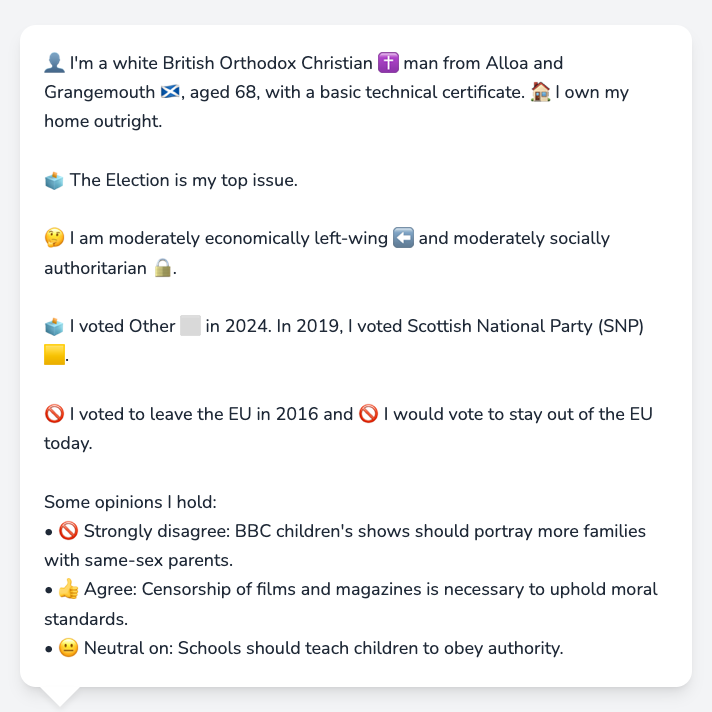 👤 I'm a white British Orthodox Christian ✝️ man from Alloa and
Grangemouth 🏴󠁧󠁢󠁳󠁣󠁴󠁿, aged 68, with a basic technical certificate. 🏠 I own my
home outright.
🗳️ The Election is my top issue.
🤔 I am moderately economically left-wing ⬅️ and moderately socially
authoritarian 🔒.
🗳️ I voted Other ⬜ in 2024. In 2019, I voted Scottish National Party (SNP)
🟨.
🚫 I voted to leave the EU in 2016 and 🚫 I would vote to stay out of the EU
today.
Some opinions I hold:
• 🚫 Strongly disagree: BBC children's shows should portray more families
with same-sex parents.
• 👍 Agree: Censorship of films and magazines is necessary to uphold moral
standards.
• 😐 Neutral on: Schools should teach children to obey authority.